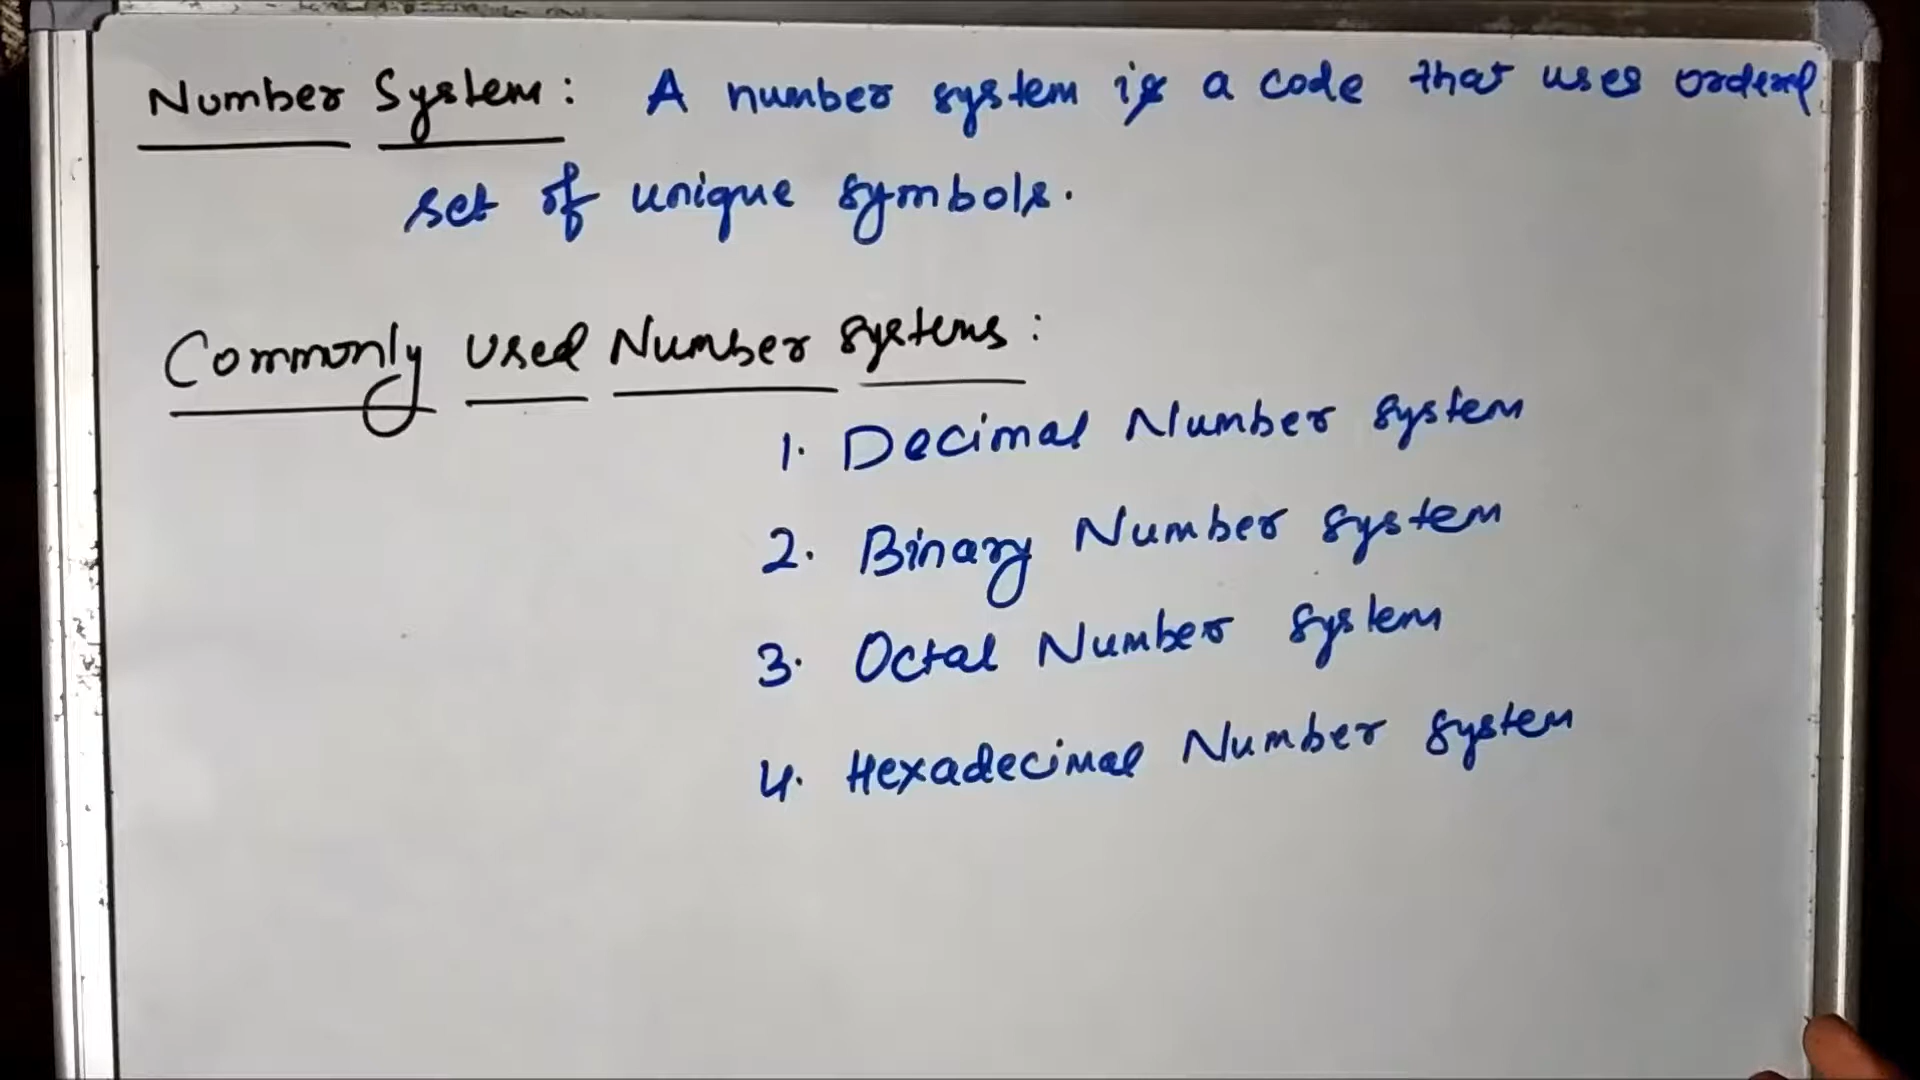 Number System: A number system is a code that uses ordered
set of unique symbols.
Commonly Used Number systems:
1. Decimal Number system
2. Binary Number system
3. Octal Number system
4. Hexadecimal Number system